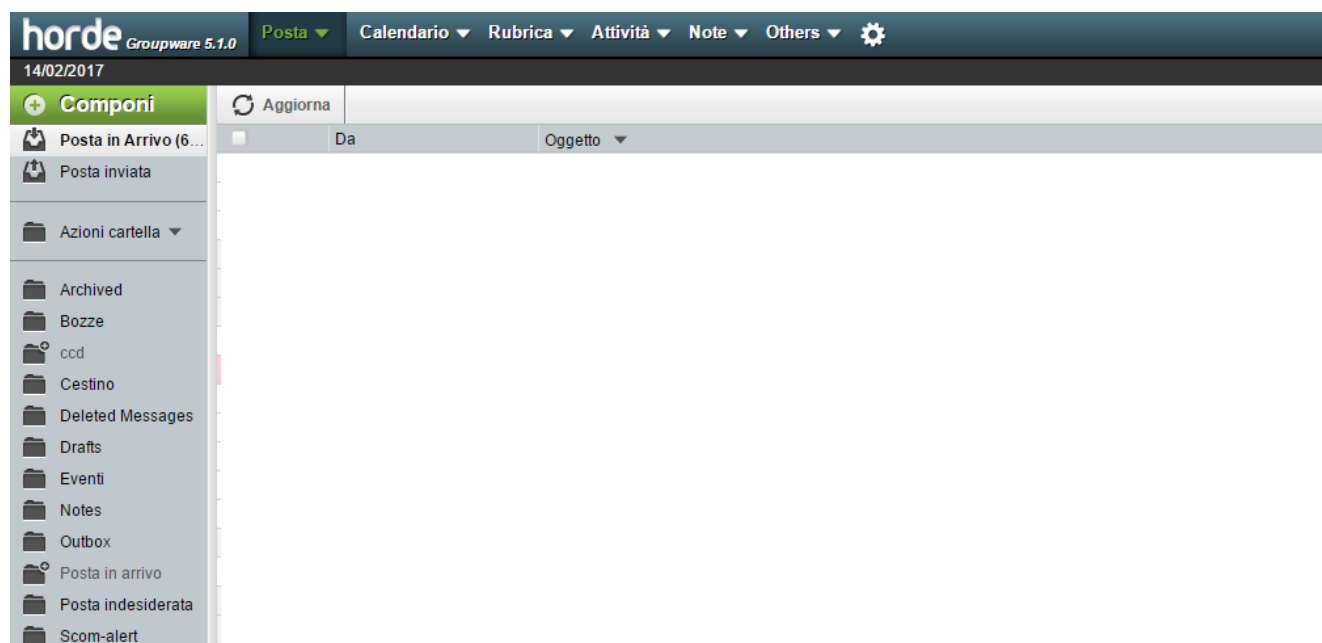 horde Groupware 5.1.0 Posta Calendario Rubrica Attività Note Others
14/02/2017
Componi Aggiorna
Posta in Arrivo (6... Da Oggetto
Posta inviata
Azioni cartella
Archived
Bozze
ccd
Cestino
Deleted Messages
Drafts
Eventi
Notes
Outbox
Posta in arrivo
Posta indesiderata
Scom-alert